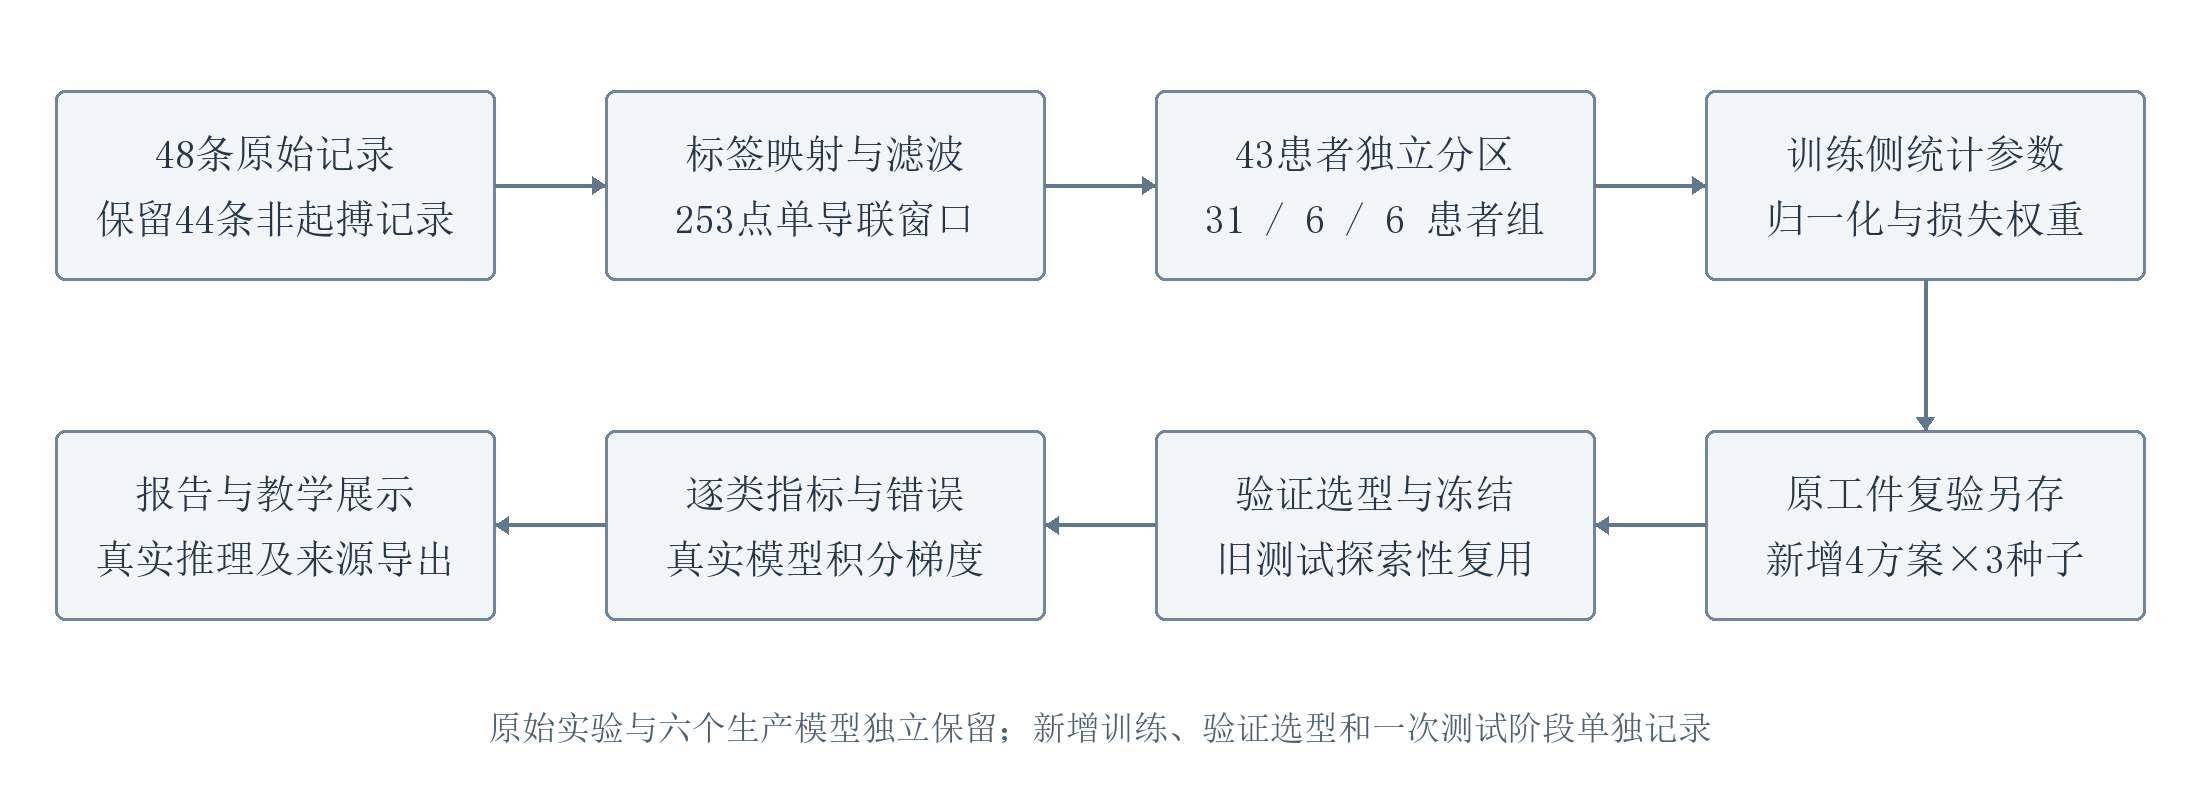 48条原始记录
保留44条非起搏记录
标签映射与滤波
253点单导联窗口
43患者独立分区
31 / 6 / 6 患者组
训练侧统计参数
归一化与损失权重
原工件复验另存
新增4方案×3种子
验证选型与冻结
旧测试探索性复用
逐类指标与错误
真实模型积分梯度
报告与教学展示
真实推理及来源导出
原始实验与六个生产模型独立保留；新增训练、验证选型和一次测试阶段单独记录